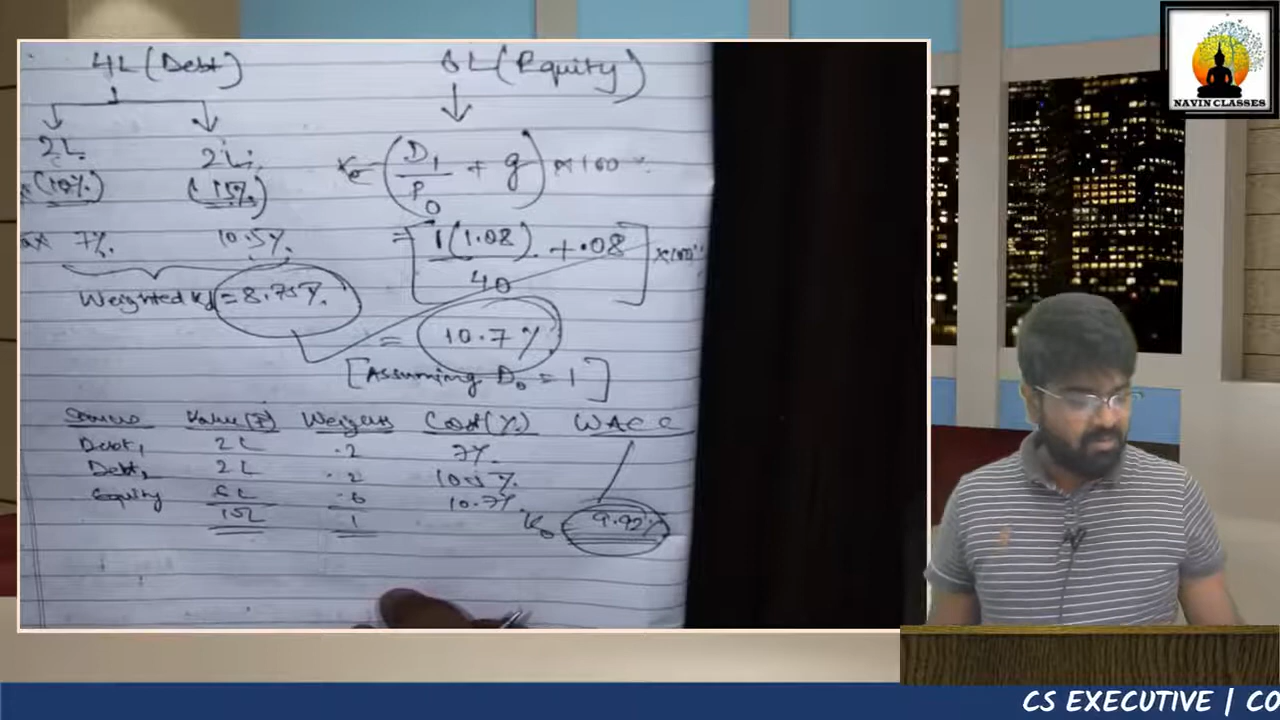 4L (Debt) 6L (Equity)
2L 2L
(10%) (15%)
Ke = (D1/P0 + g) × 100
7% 10.5%
= [1(1.08)/40 + .08] × 100%
Weighted Kd = 8.75%
= 10.7%
[Assuming D0 = 1]
Source Value(₹) Weights Cost(%) WACC
Debt1 2L .2 7%
Debt2 2L .2 10.5%
Equity 6L .6 10.7%
10L 1 Ko 9.92%
NAVIN CLASSES
CS EXECUTIVE | CO